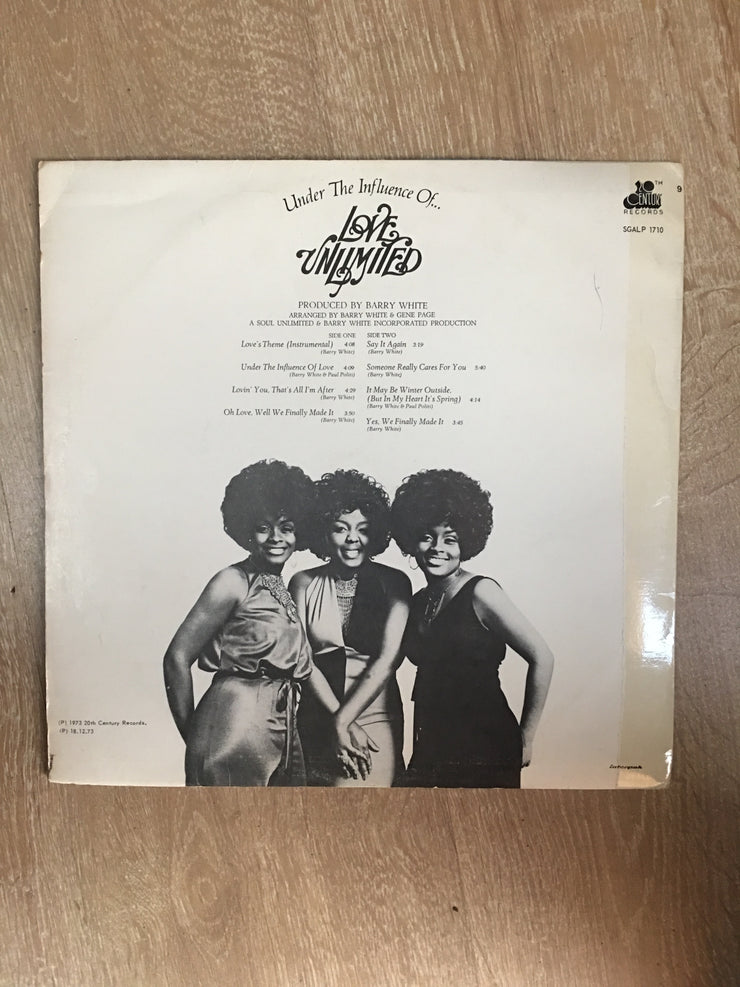 Under The Influence Of...
LOVE
UNLIMITED
PRODUCED BY BARRY WHITE
ARRANGED BY BARRY WHITE & GENE PAGE
A SOUL UNLIMITED & BARRY WHITE INCORPORATED PRODUCTION
SIDE ONE
Love's Theme (Instrumental) 4:08
(Barry White)
Under The Influence Of Love 4:09
(Barry White & Paul Politi)
Lovin' You, That's All I'm After 4:29
(Barry White)
Oh Love, Well We Finally Made It 3:50
(Barry White)
SIDE TWO
Say It Again 3:19
(Barry White)
Someone Really Cares For You 5:40
(Barry White)
It May Be Winter Outside,
(But In My Heart It's Spring) 4:14
(Barry White & Paul Politi)
Yes, We Finally Made It 3:45
(Barry White)
20TH
CENTURY
RECORDS
9
SGALP 1710
(P) 1973 20th Century Records.
(P) 18.12.73
interpak